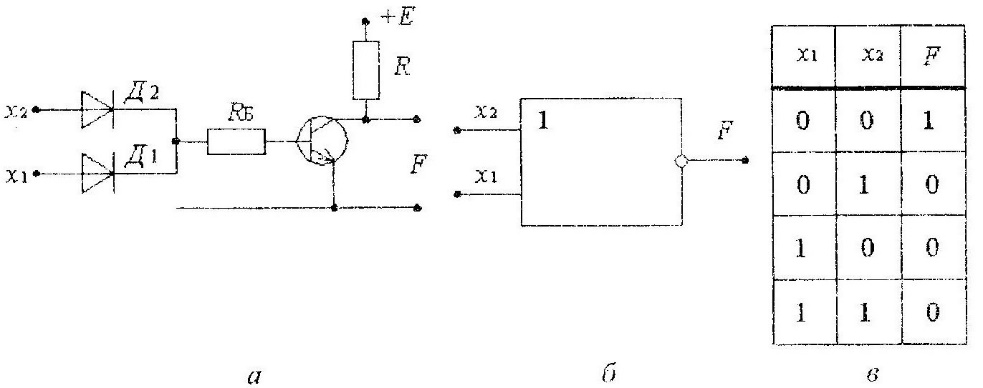 +E
R
x₂ Д2
RБ
x₁ Д1
F
а
x₂ 1
x₁
F
б
x₁ x₂ F
0 0 1
0 1 0
1 0 0
1 1 0
в